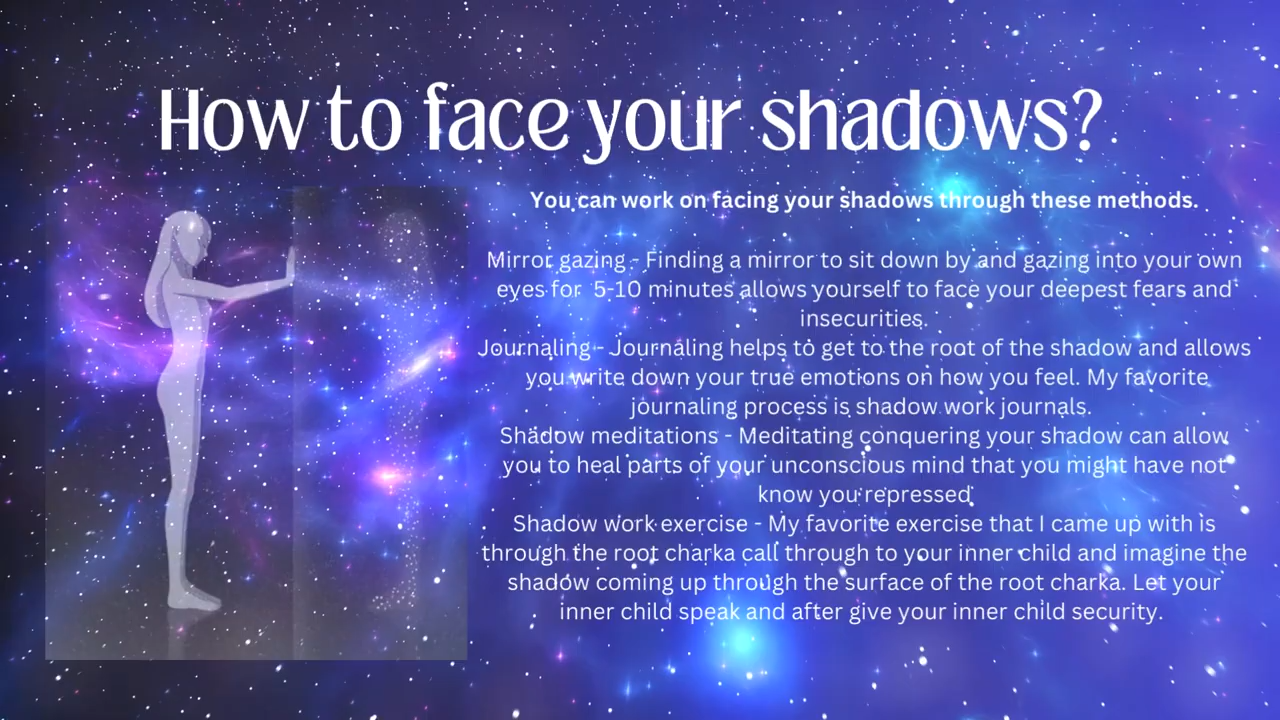 How to face your shadows?
You can work on facing your shadows through these methods.
Mirror gazing - Finding a mirror to sit down by and gazing into your own
eyes for 5-10 minutes allows yourself to face your deepest fears and
insecurities.
Journaling - Journaling helps to get to the root of the shadow and allows
you write down your true emotions on how you feel. My favorite
journaling process is shadow work journals.
Shadow meditations - Meditating conquering your shadow can allow
you to heal parts of your unconscious mind that you might have not
know you repressed
Shadow work exercise - My favorite exercise that I came up with is
through the root charka call through to your inner child and imagine the
shadow coming up through the surface of the root charka. Let your
inner child speak and after give your inner child security.